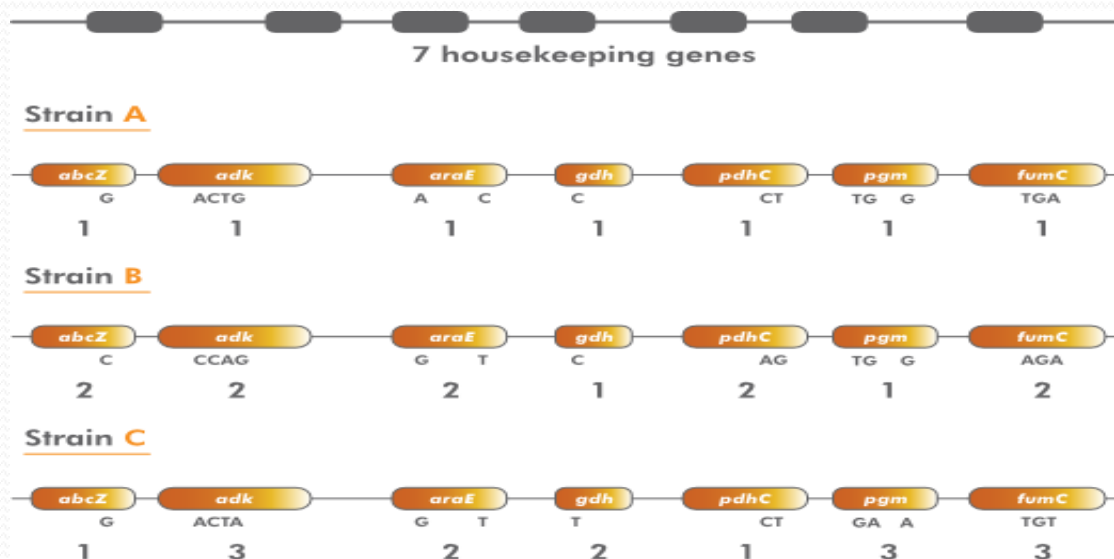 7 housekeeping genes
Strain A
abcZ adk araE gdh pdhC pgm fumC
G ACTG A C C CT TG G TGA
1 1 1 1 1 1 1
Strain B
abcZ adk araE gdh pdhC pgm fumC
C CCAG G T C AG TG G AGA
2 2 2 1 2 1 2
Strain C
abcZ adk araE gdh pdhC pgm fumC
G ACTA G T T CT GA A TGT
1 3 2 2 1 3 3